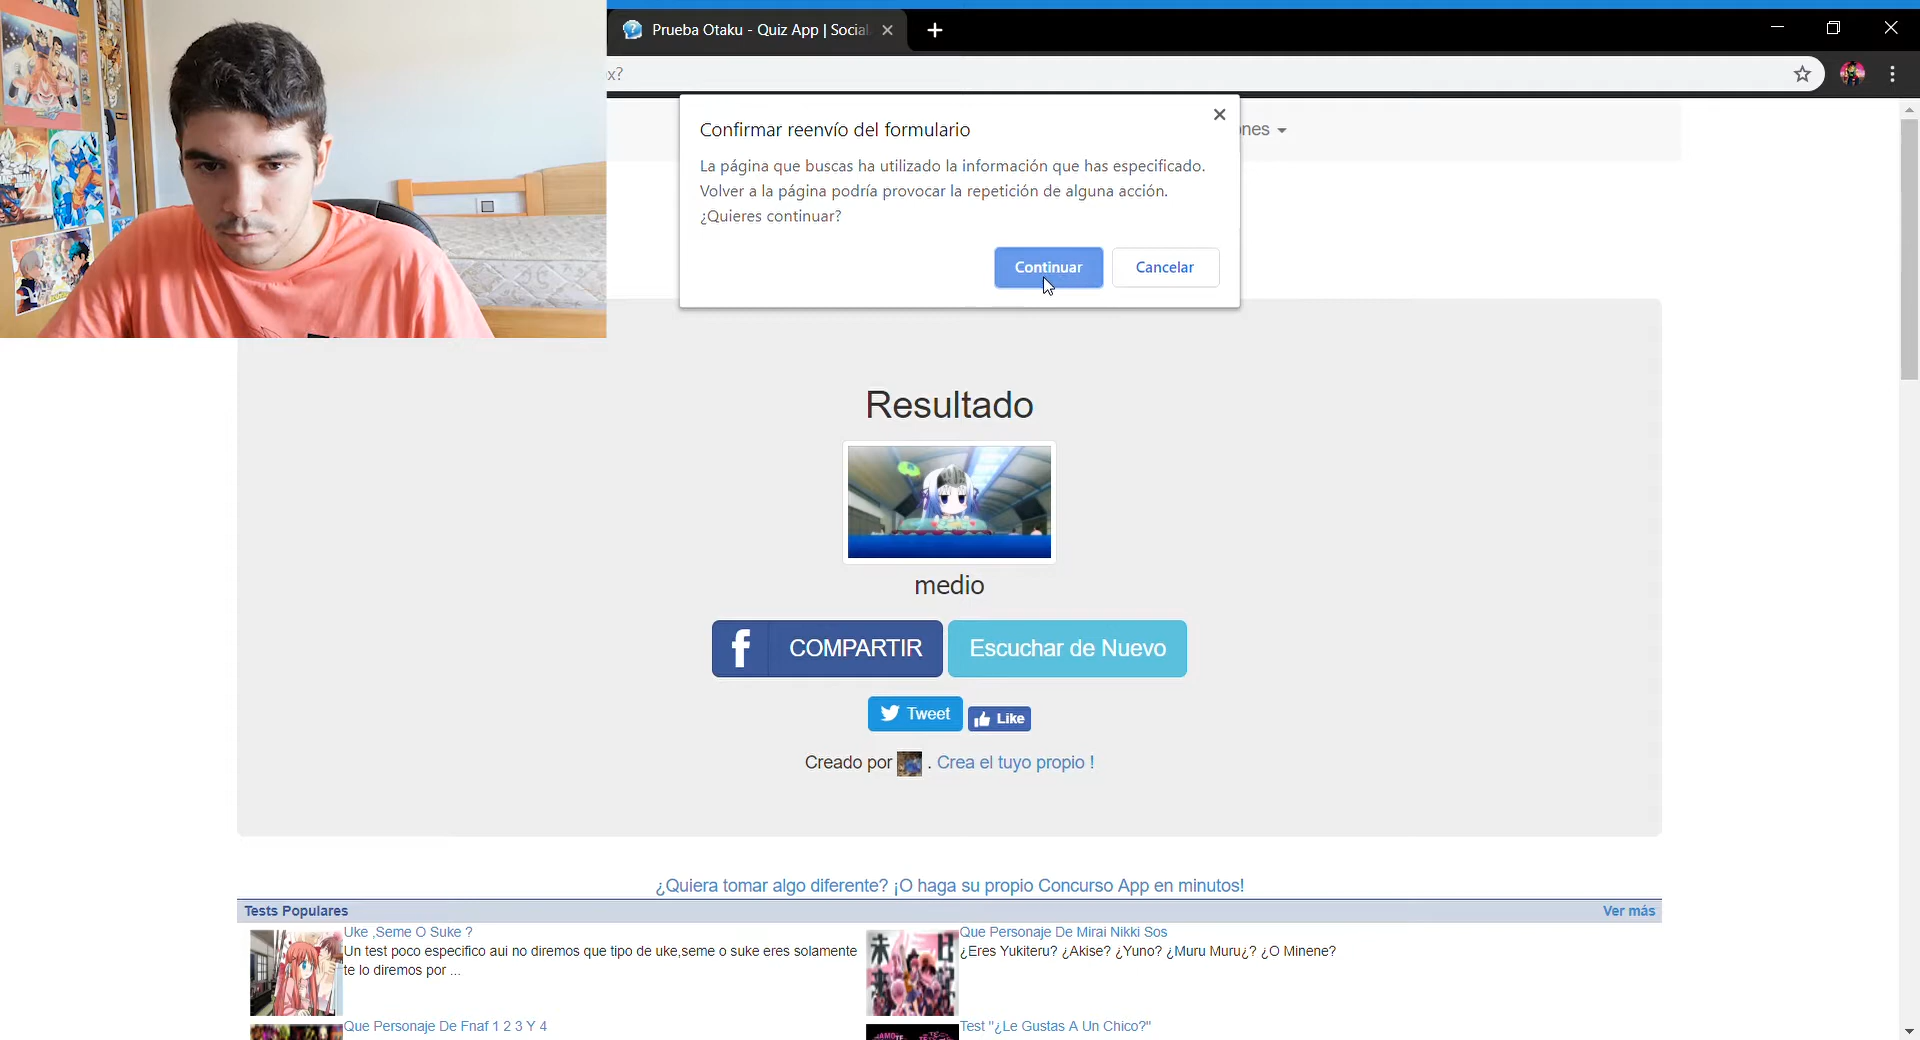 Prueba Otaku - Quiz App | Social
x?
Confirmar reenvío del formulario
La página que buscas ha utilizado la información que has especificado.
Volver a la página podría provocar la repetición de alguna acción.
¿Quieres continuar?
Continuar
Cancelar
ones
Resultado
medio
f COMPARTIR
Escuchar de Nuevo
Tweet
Like
Creado por . Crea el tuyo propio !
¿Quiera tomar algo diferente? ¡O haga su propio Concurso App en minutos!
Tests Populares
Ver más
Uke ,Seme O Suke ?
Un test poco especifico aui no diremos que tipo de uke,seme o suke eres solamente
te lo diremos por ...
Que Personaje De Mirai Nikki Sos
¿Eres Yukiteru? ¿Akise? ¿Yuno? ¿Muru Muru¿? ¿O Minene?
Que Personaje De Fnaf 1 2 3 Y 4
Test "¿Le Gustas A Un Chico?"